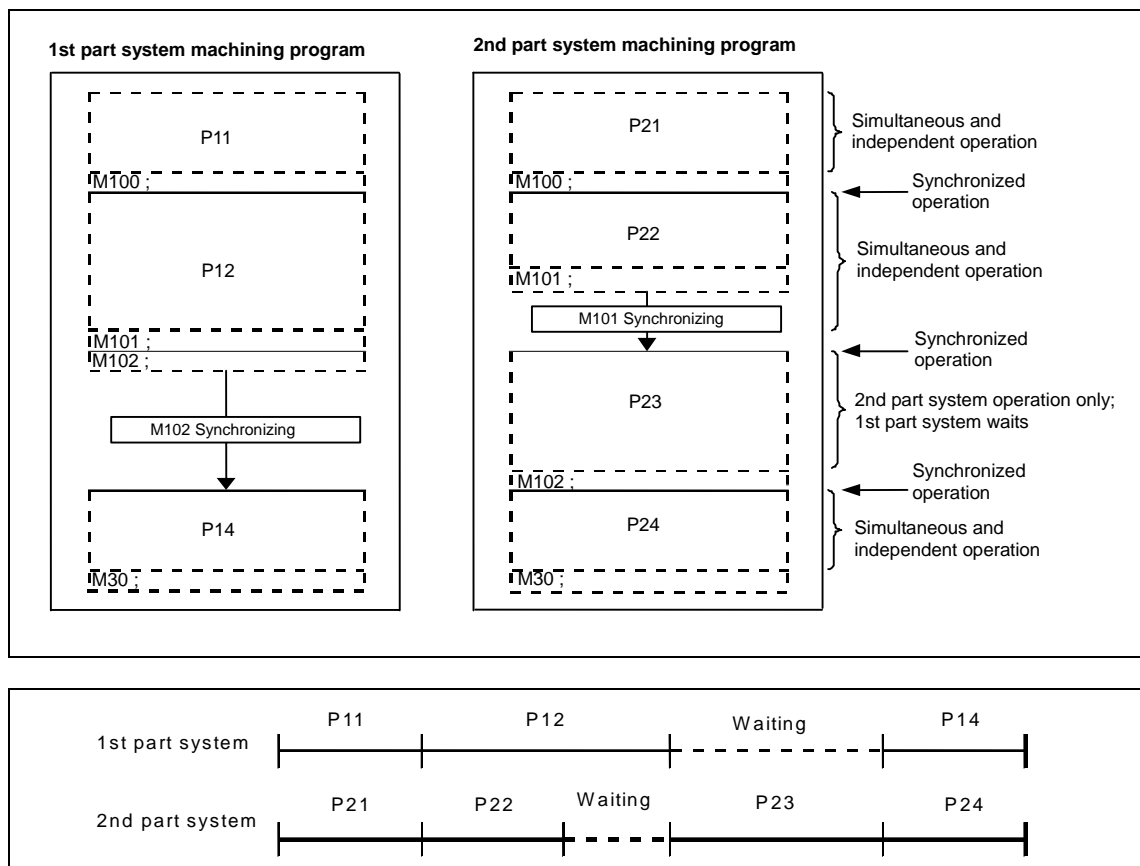 1st part system machining program
P11
M100 ;
P12
M101 ;
M102 ;
M102 Synchronizing
P14
M30 ;
2nd part system machining program
P21
M100 ;
P22
M101 ;
M101 Synchronizing
P23
M102 ;
P24
M30 ;
Simultaneous and
independent operation
Synchronized
operation
Simultaneous and
independent operation
Synchronized
operation
2nd part system operation only;
1st part system waits
Synchronized
operation
Simultaneous and
independent operation
1st part system
P11
P12
Waiting
P14
2nd part system
P21
P22
Waiting
P23
P24